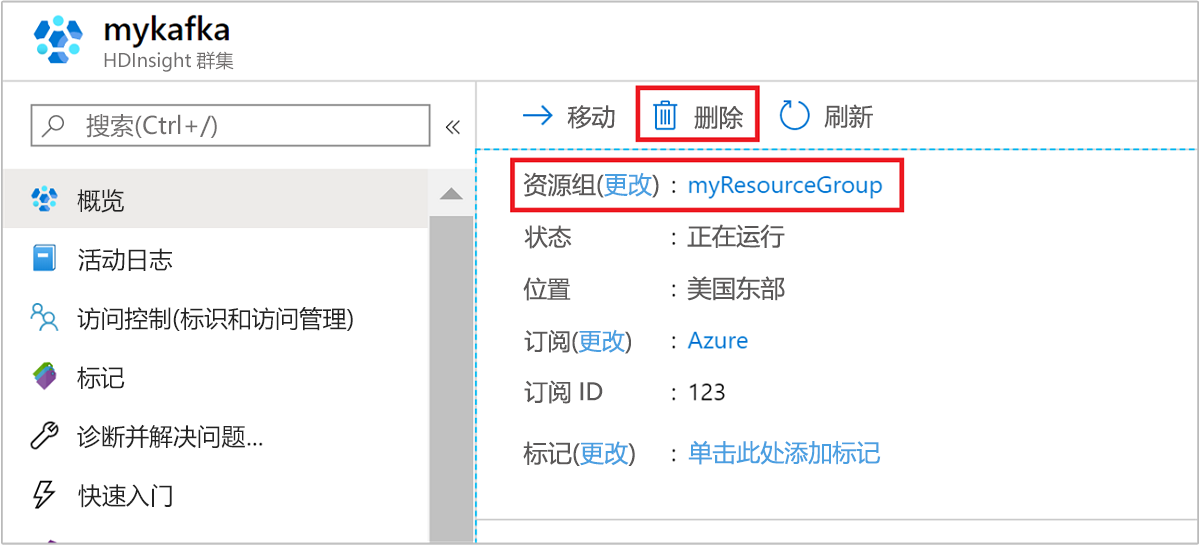 mykafka
HDInsight 群集
搜索(Ctrl+/)
«
概览
活动日志
访问控制(标识和访问管理)
标记
诊断并解决问题...
快速入门
移动 删除 刷新
资源组(更改) : myResourceGroup
状态 : 正在运行
位置 : 美国东部
订阅(更改) : Azure
订阅 ID : 123
标记(更改) : 单击此处添加标记